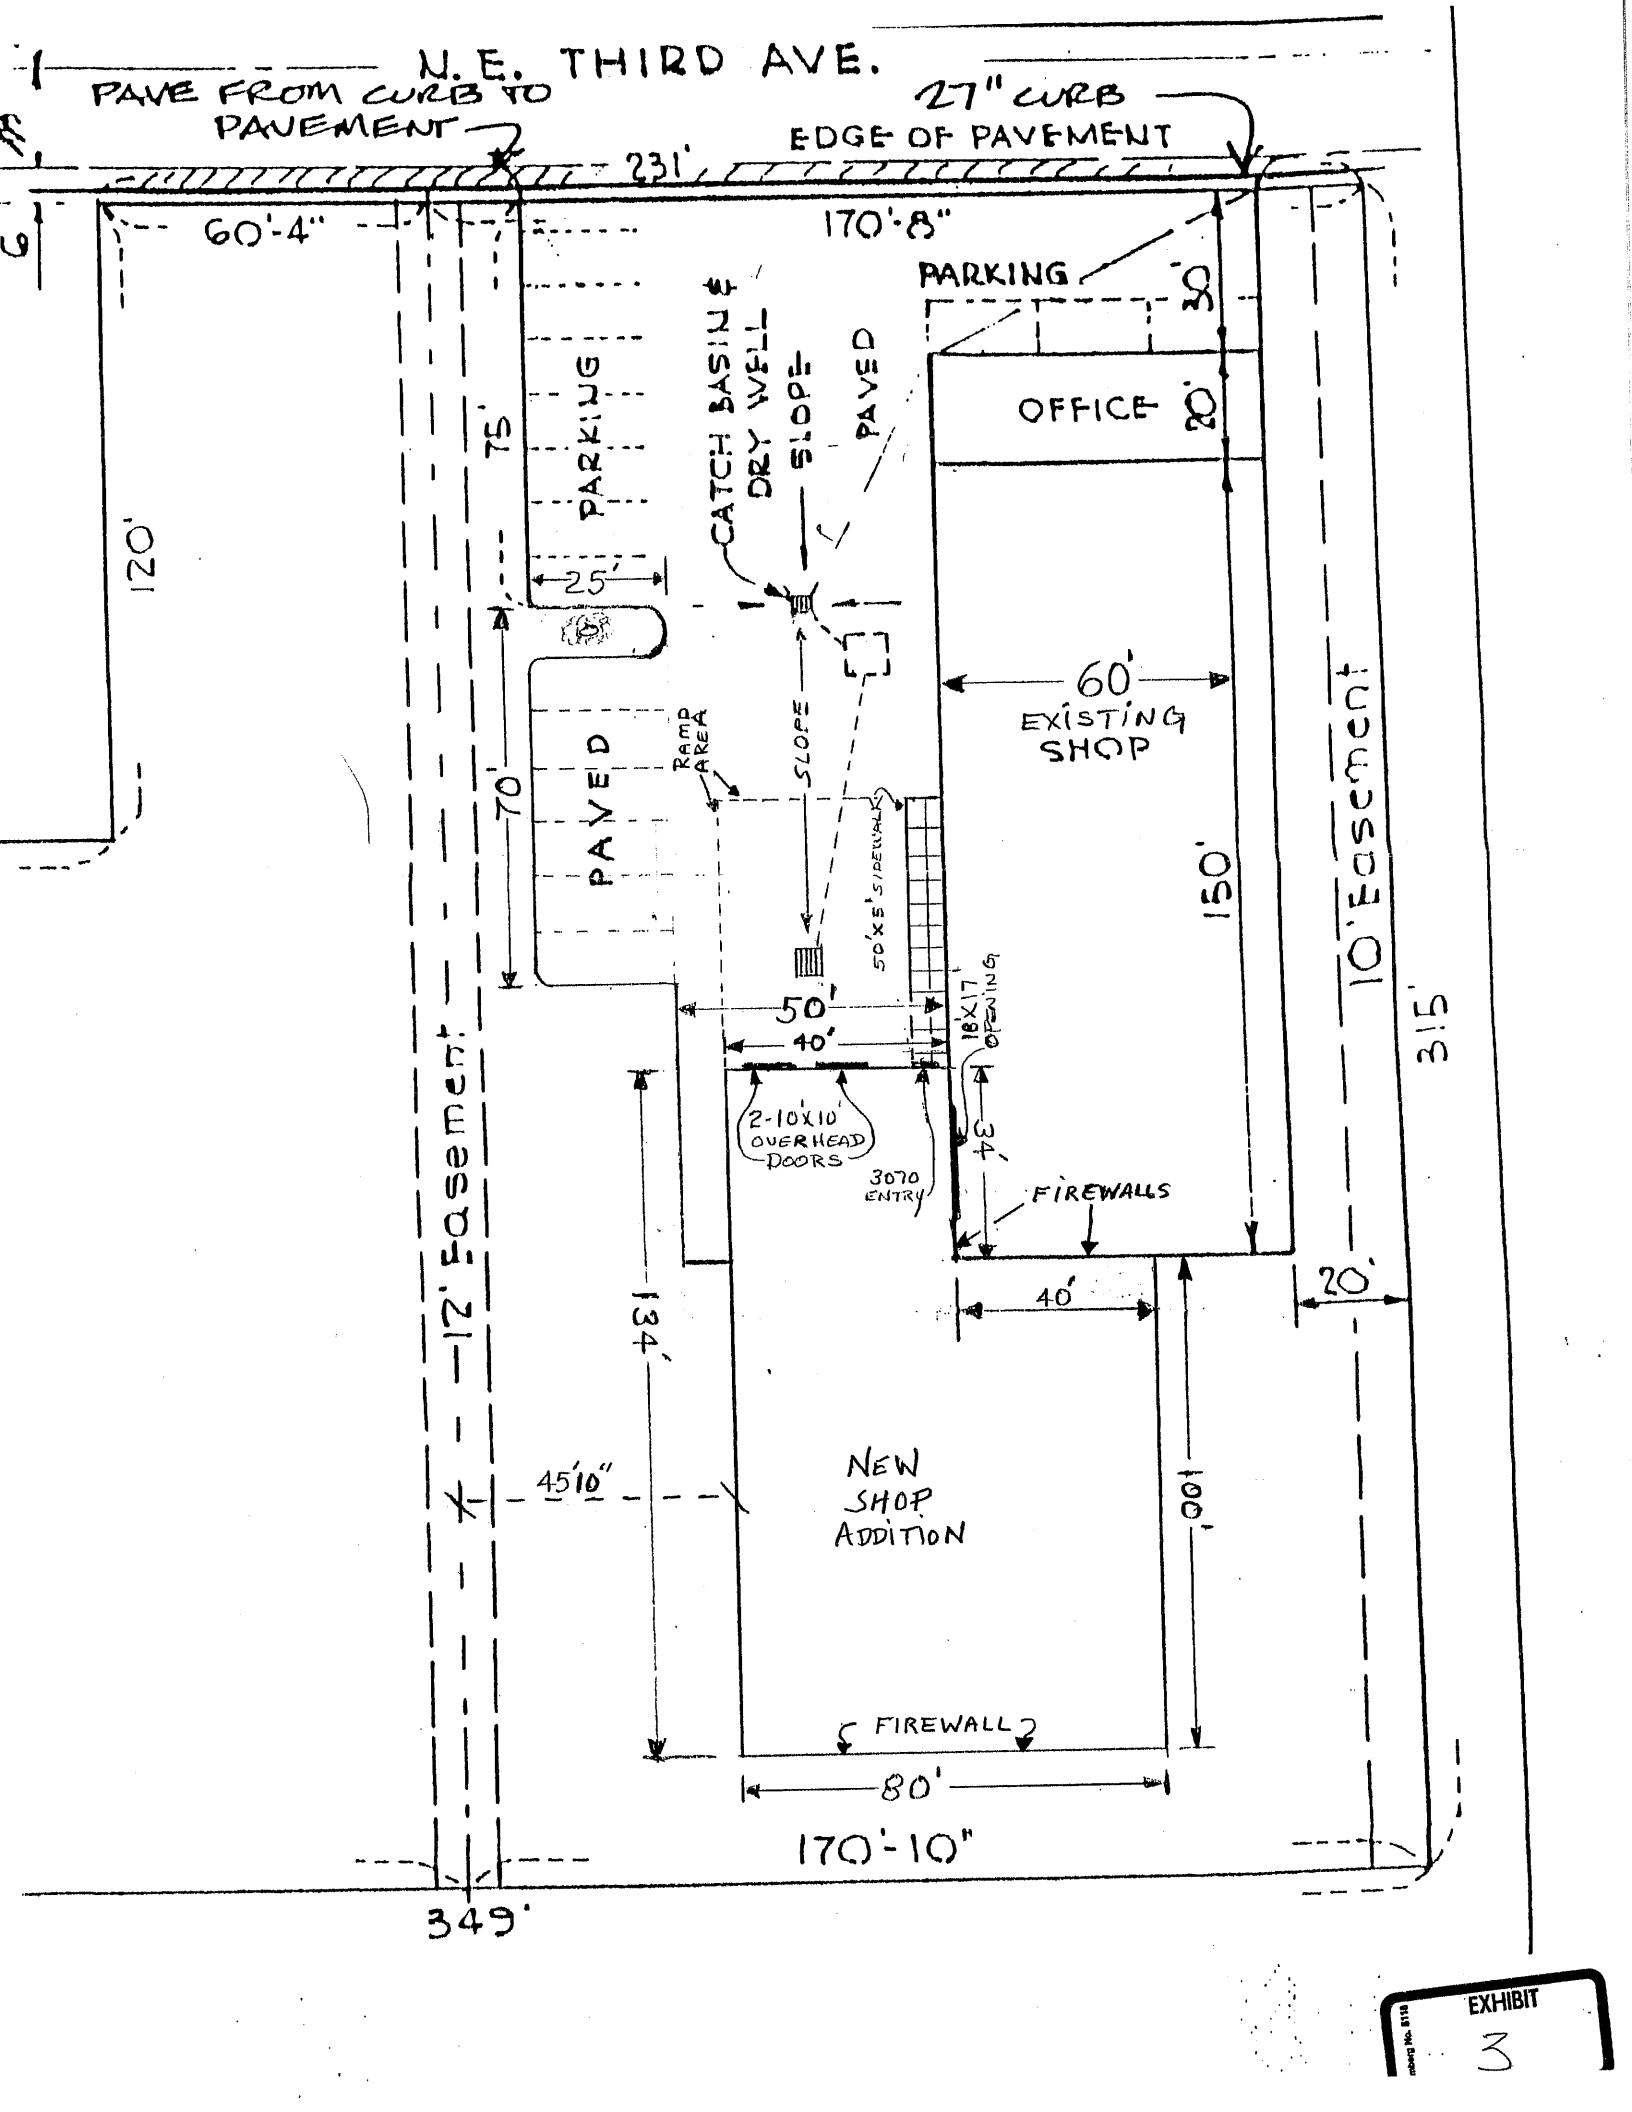 N.E. THIRD AVE.
PAVE FROM CURB TO
PAVEMENT
27" CURB
EDGE OF PAVEMENT
231'
60'-4"
170'-8"
PARKING
30'
CATCH BASIN &
DRY WELL
SLOPE
PAVED
OFFICE
20'
75'
PARKING
120'
25'
60'
EXISTING
SHOP
10' Easement
RAMP
AREA
SLOPE
70'
PAVED
50'X5' SIDEWALK
150'
315'
18'X17'
OPENING
50'
40'
12' Easement
2-10'X10'
OVERHEAD
DOORS
3070
ENTRY
34'
FIREWALLS
134'
40'
20'
45'10"
NEW
SHOP
ADDITION
100'
FIREWALL
80'
170'-10"
349'
EXHIBIT
3